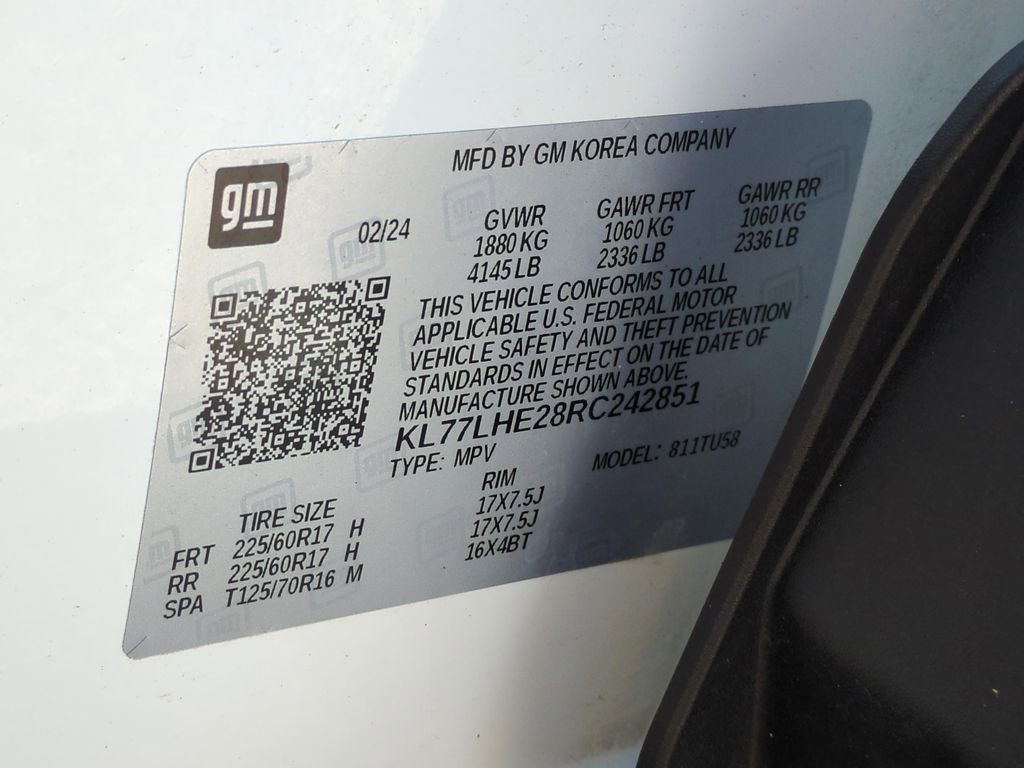 MFD BY GM KOREA COMPANY
gm
02/24
GVWR GAWR FRT GAWR RR
1880 KG 1060 KG 1060 KG
4145 LB 2336 LB 2336 LB
THIS VEHICLE CONFORMS TO ALL
APPLICABLE U.S. FEDERAL MOTOR
VEHICLE SAFETY AND THEFT PREVENTION
STANDARDS IN EFFECT ON THE DATE OF
MANUFACTURE SHOWN ABOVE.
KL77LHE28RC242851
TYPE: MPV MODEL: 811TU58
TIRE SIZE RIM
FRT 225/60R17 H 17X7.5J
RR 225/60R17 H 17X7.5J
SPA T125/70R16 M 16X4BT